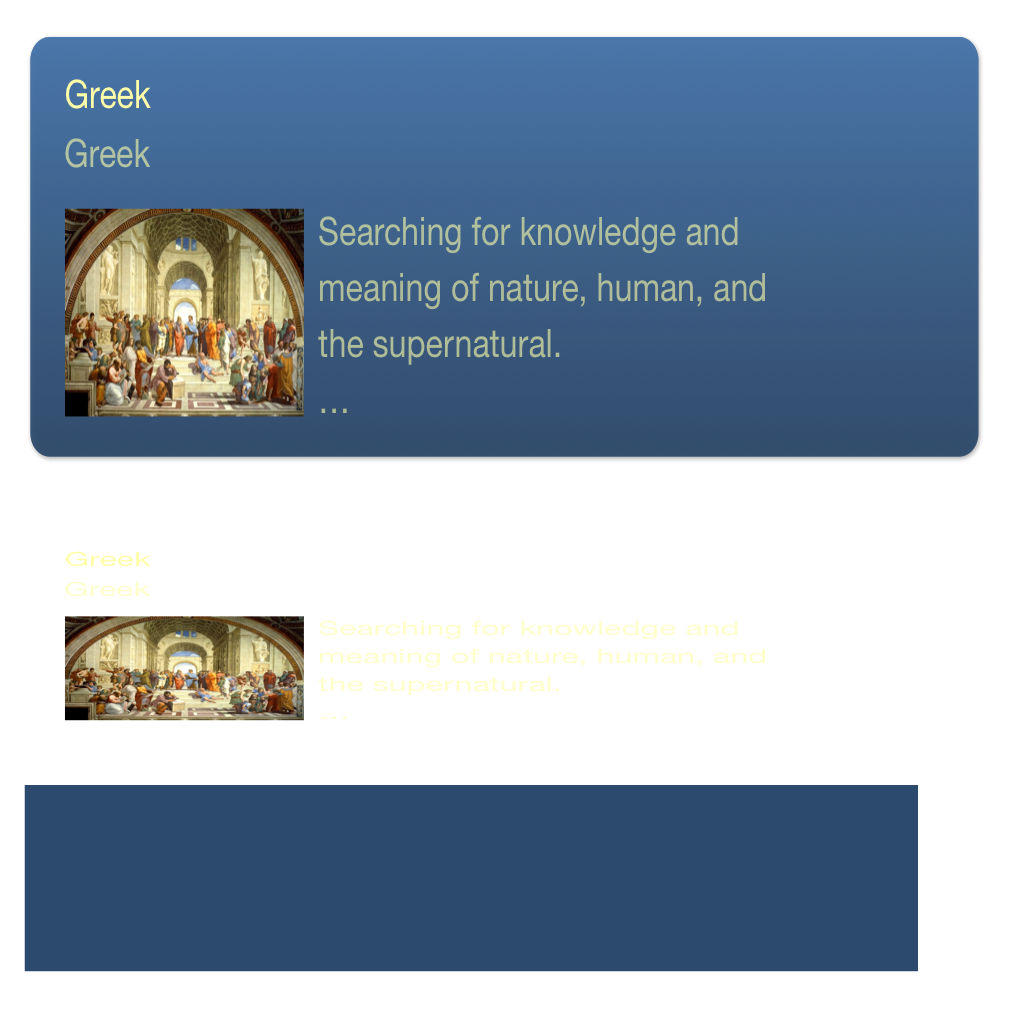 Greek
Greek
Searching for knowledge and
meaning of nature, human, and
the supernatural.
...
Greek
Greek
Searching for knowledge and
meaning of nature, human, and
the supernatural.
...